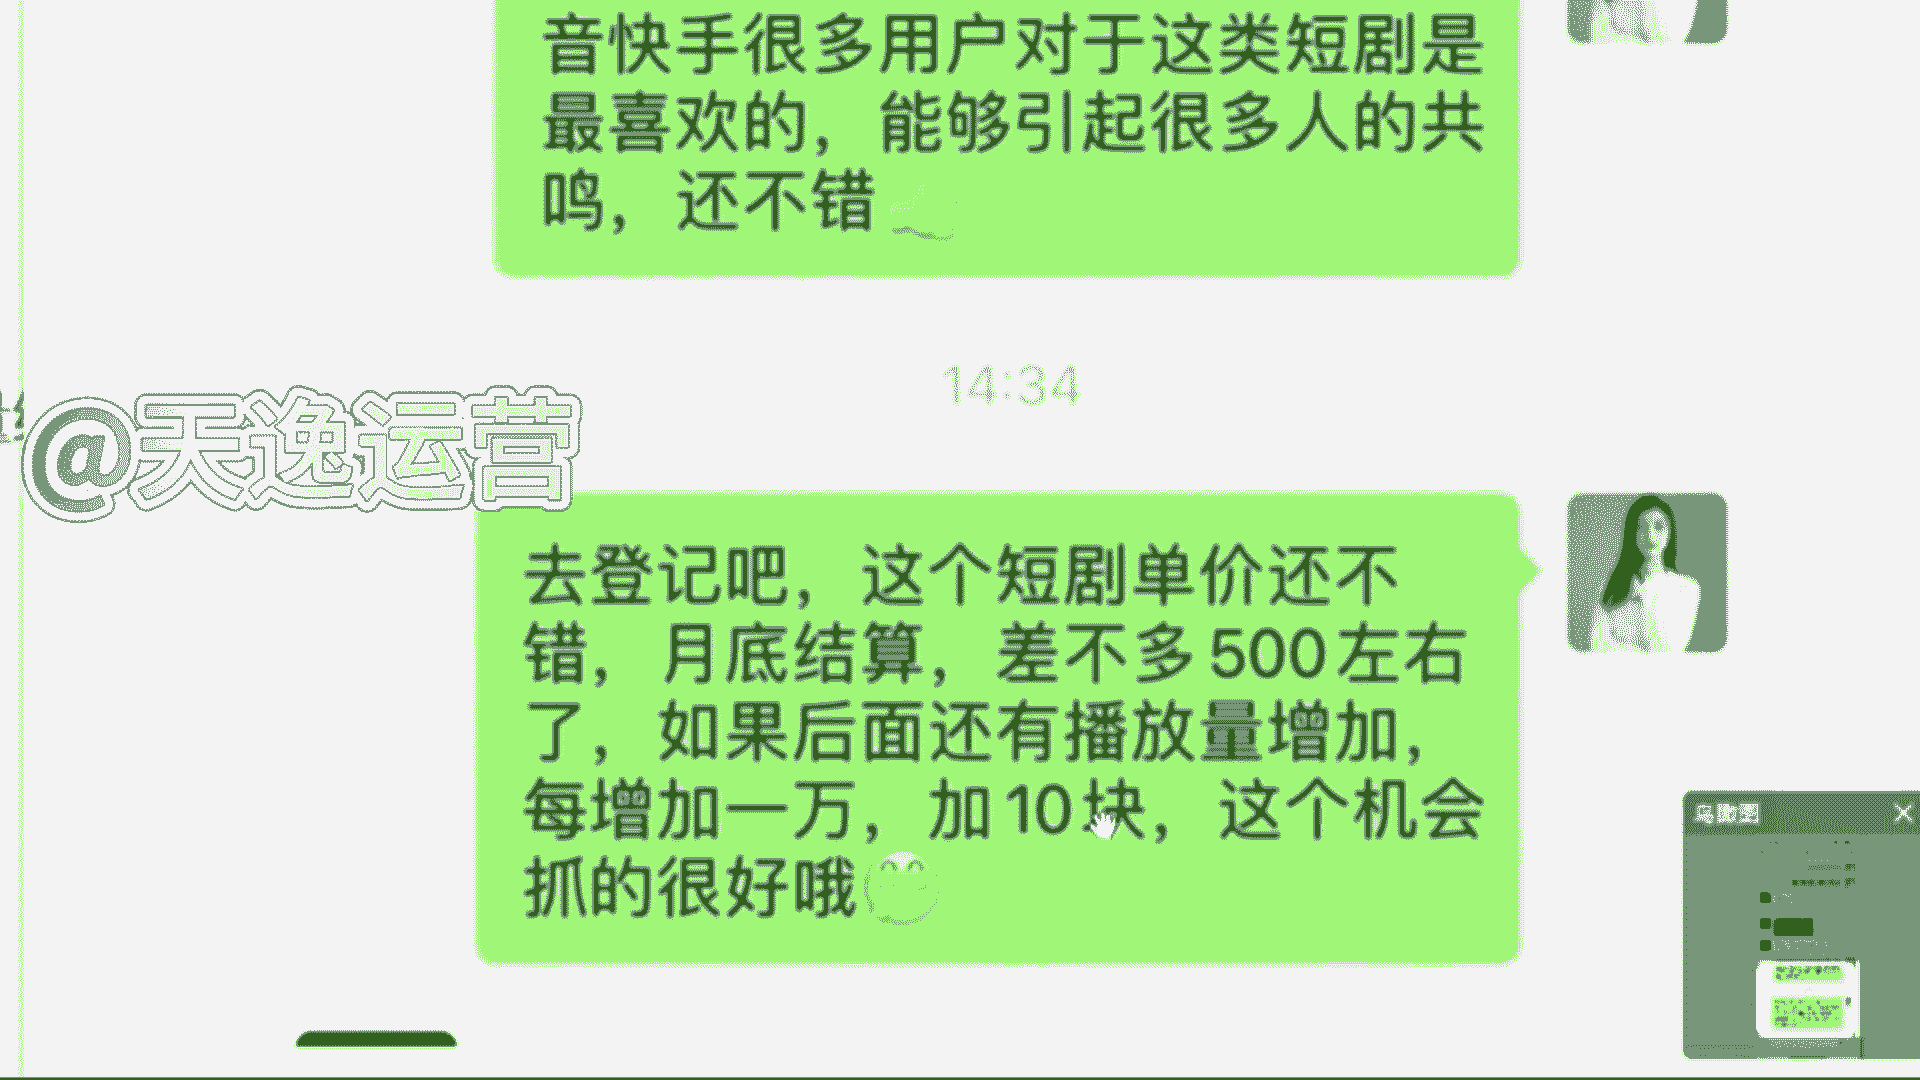 音快手很多用户对于这类短剧是
最喜欢的，能够引起很多人的共
鸣，还不错
14:34
@天逸运营
去登记吧，这个短剧单价还不
错，月底结算，差不多500左右
了，如果后面还有播放量增加，
每增加一万，加10块，这个机会
抓的很好哦